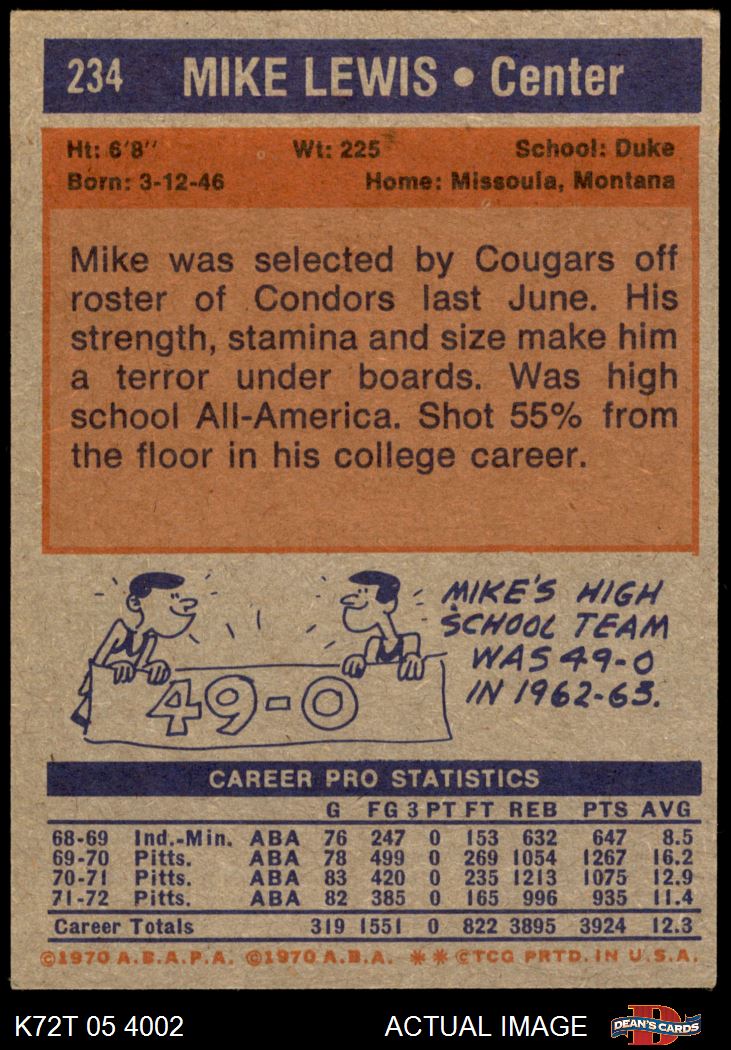 234 MIKE LEWIS • Center
Ht: 6'8" Wt: 225 School: Duke
Born: 3-12-46 Home: Missoula, Montana
Mike was selected by Cougars off
roster of Condors last June. His
strength, stamina and size make him
a terror under boards. Was high
school All-America. Shot 55% from
the floor in his college career.
MIKE'S HIGH
SCHOOL TEAM
WAS 49-0
IN 1962-63.
49-0
CAREER PRO STATISTICS
G FG 3 PT FT REB PTS AVG
68-69 Ind.-Min. ABA 76 247 0 153 632 647 8.5
69-70 Pitts. ABA 78 499 0 269 1054 1267 16.2
70-71 Pitts. ABA 83 420 0 235 1213 1075 12.9
71-72 Pitts. ABA 82 385 0 165 996 935 11.4
Career Totals 319 1551 0 822 3895 3924 12.3
©1970 A.B.A.P.A. ©1970 A.B.A. ** ©TCG PRTD. IN U.S.A.
K72T 05 4002 ACTUAL IMAGE D DEAN'S CARDS